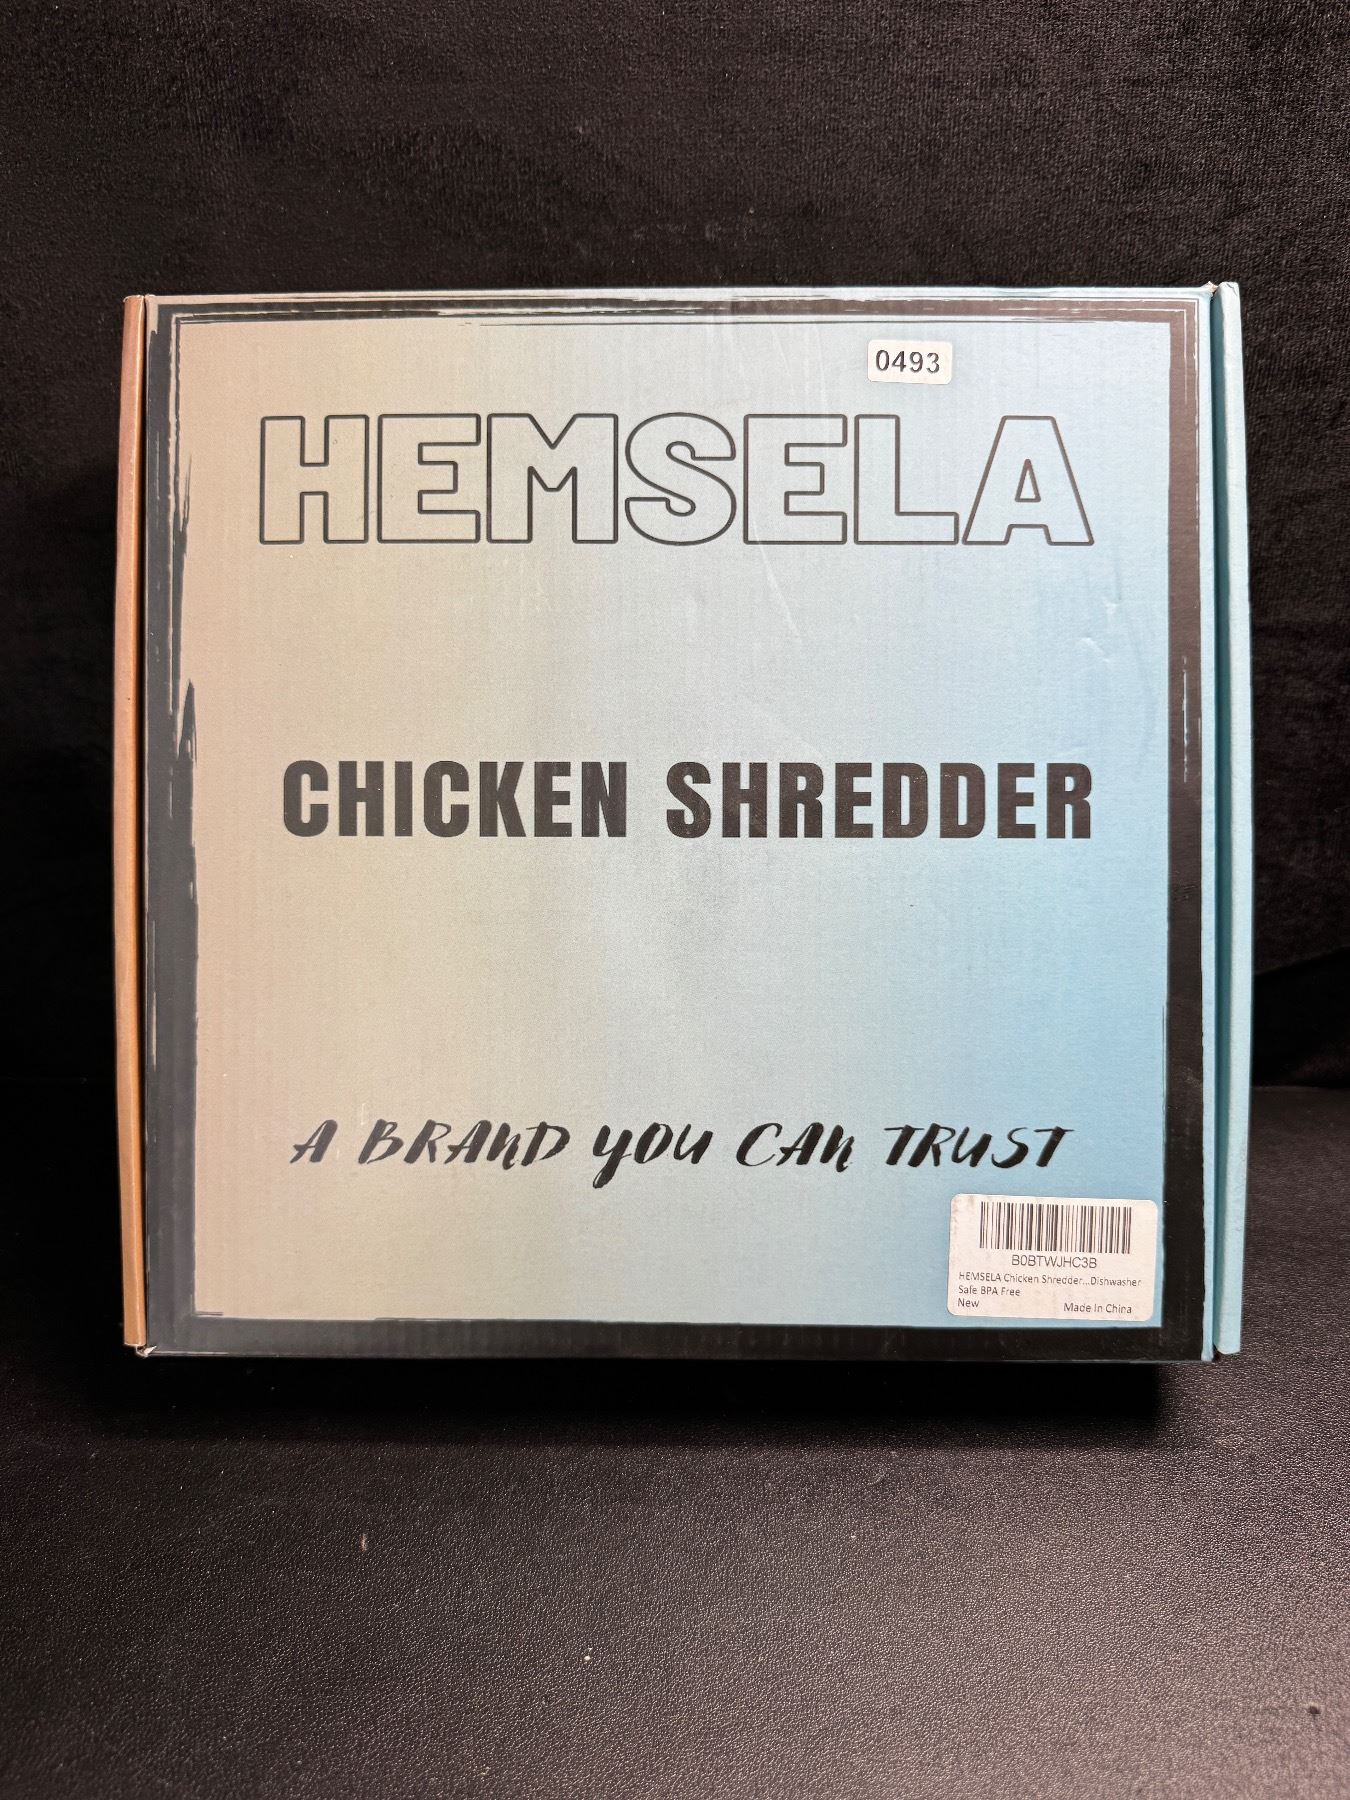 0493
HEMSELA
CHICKEN SHREDDER
A BRAND YOU CAN TRUST
B0BTWJHC3B
HEMSELA Chicken Shredder...Dishwasher
Safe BPA Free
New Made In China